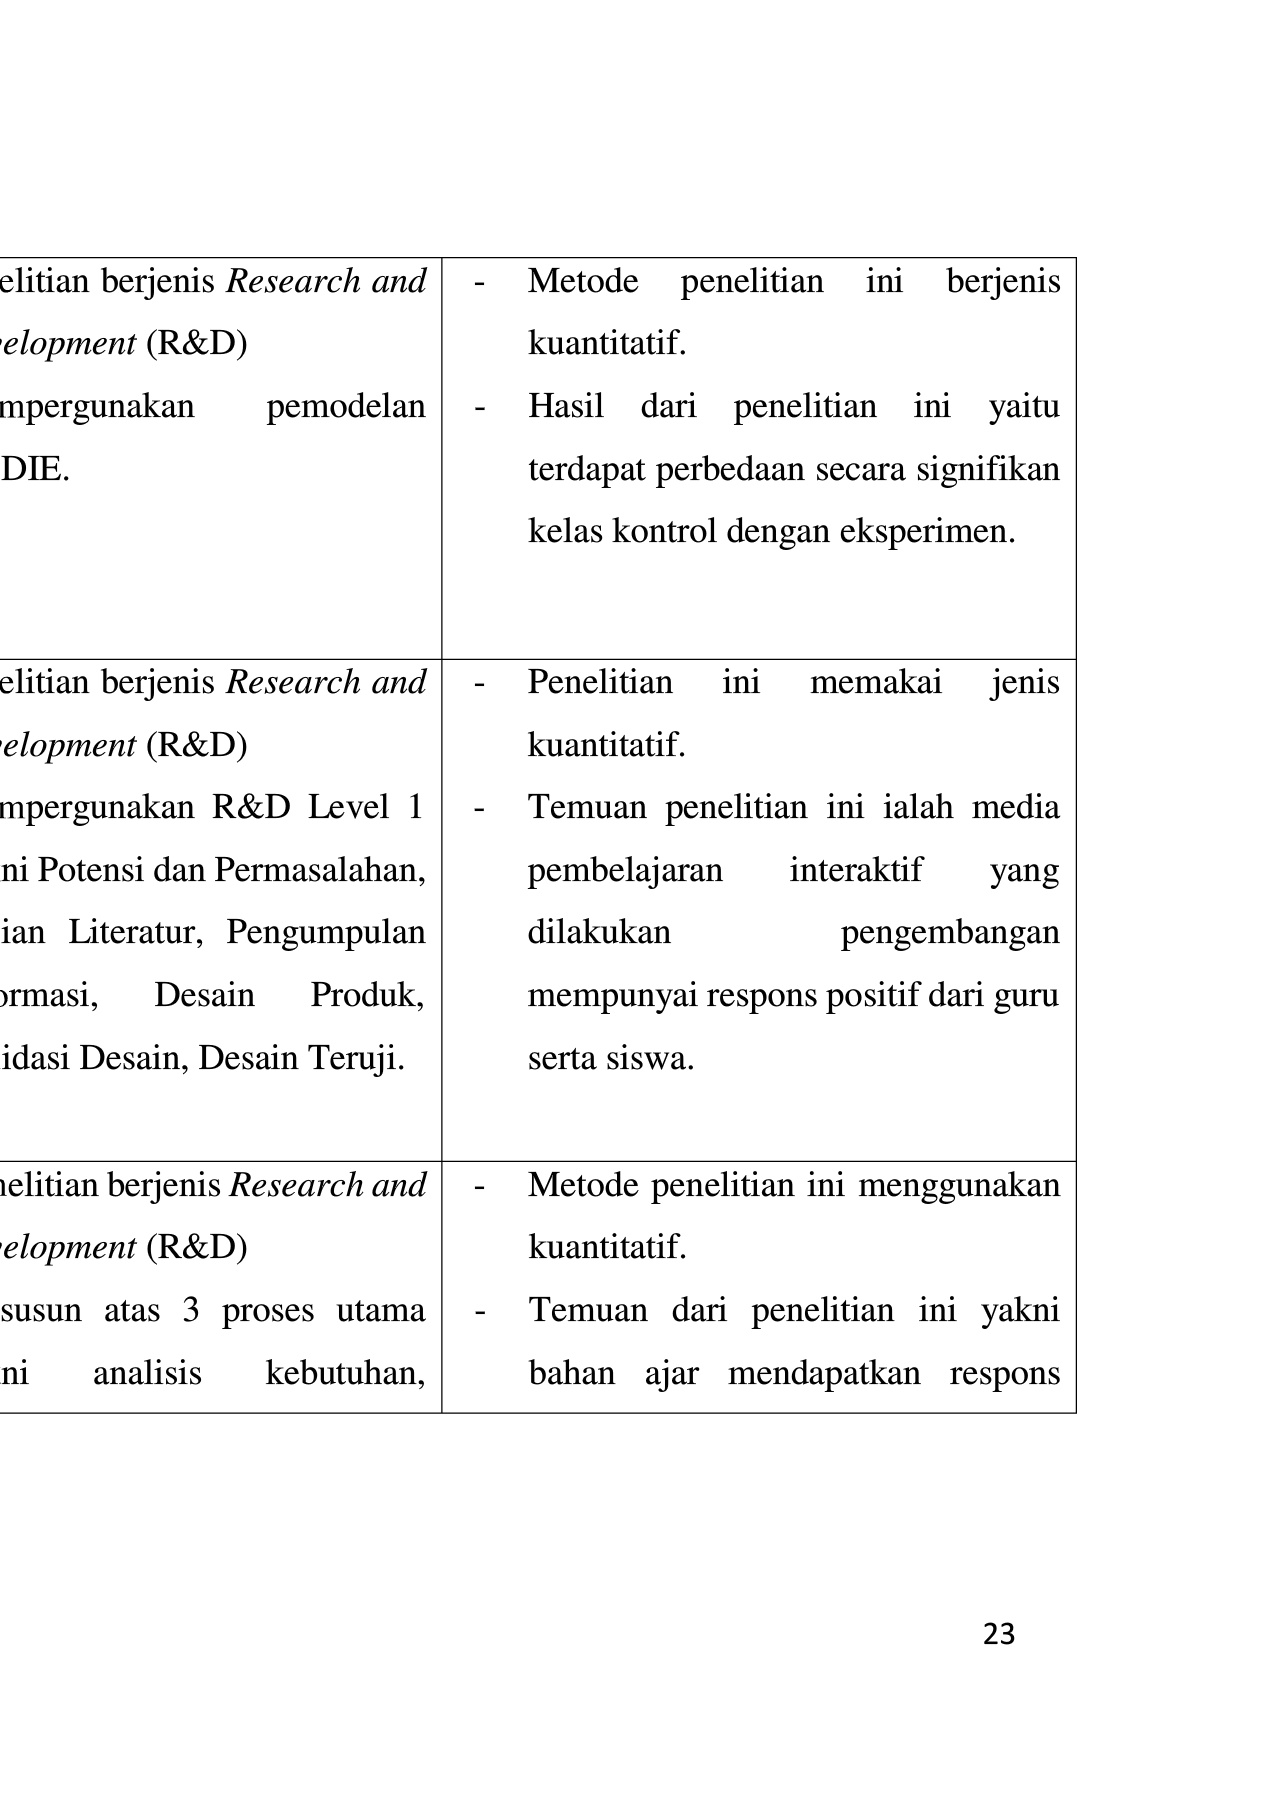 elitian berjenis Research and
elopment (R&D)
mpergunakan pemodelan
DIE.
- Metode penelitian ini berjenis
kuantitatif.
- Hasil dari penelitian ini yaitu
terdapat perbedaan secara signifikan
kelas kontrol dengan eksperimen.
elitian berjenis Research and
elopment (R&D)
mpergunakan R&D Level 1
ni Potensi dan Permasalahan,
ian Literatur, Pengumpulan
ormasi, Desain Produk,
idasi Desain, Desain Teruji.
- Penelitian ini memakai jenis
kuantitatif.
- Temuan penelitian ini ialah media
pembelajaran interaktif yang
dilakukan pengembangan
mempunyai respons positif dari guru
serta siswa.
nelitian berjenis Research and
elopment (R&D)
susun atas 3 proses utama
ni analisis kebutuhan,
- Metode penelitian ini menggunakan
kuantitatif.
- Temuan dari penelitian ini yakni
bahan ajar mendapatkan respons
23